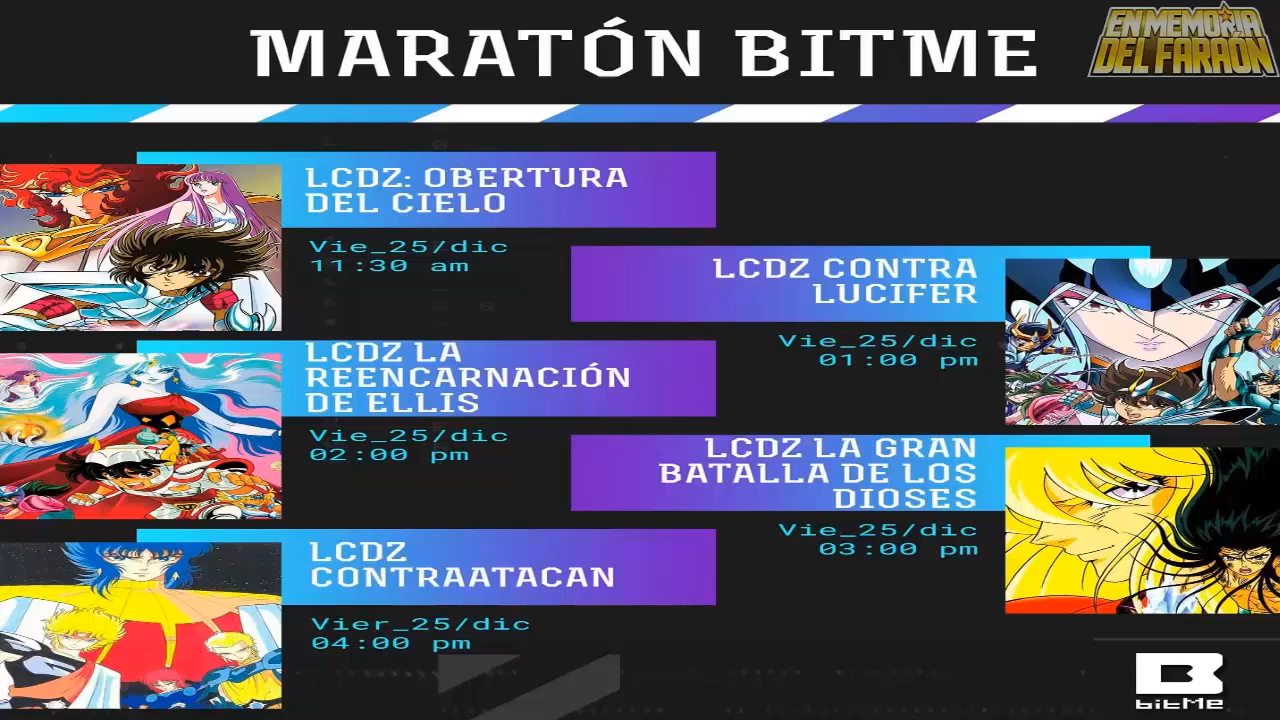 MARATÓN BITME
EN MEMORIA
DEL FARAÓN
LCDZ: OBERTURA
DEL CIELO
Vie_25/dic
11:30 am
LCDZ CONTRA
LUCIFER
Vie_25/dic
01:00 pm
LCDZ LA
REENCARNACIÓN
DE ELLIS
Vie_25/dic
02:00 pm
LCDZ LA GRAN
BATALLA DE LOS
DIOSES
Vie_25/dic
03:00 pm
LCDZ
CONTRAATACAN
Vier_25/dic
04:00 pm
B
bitMe